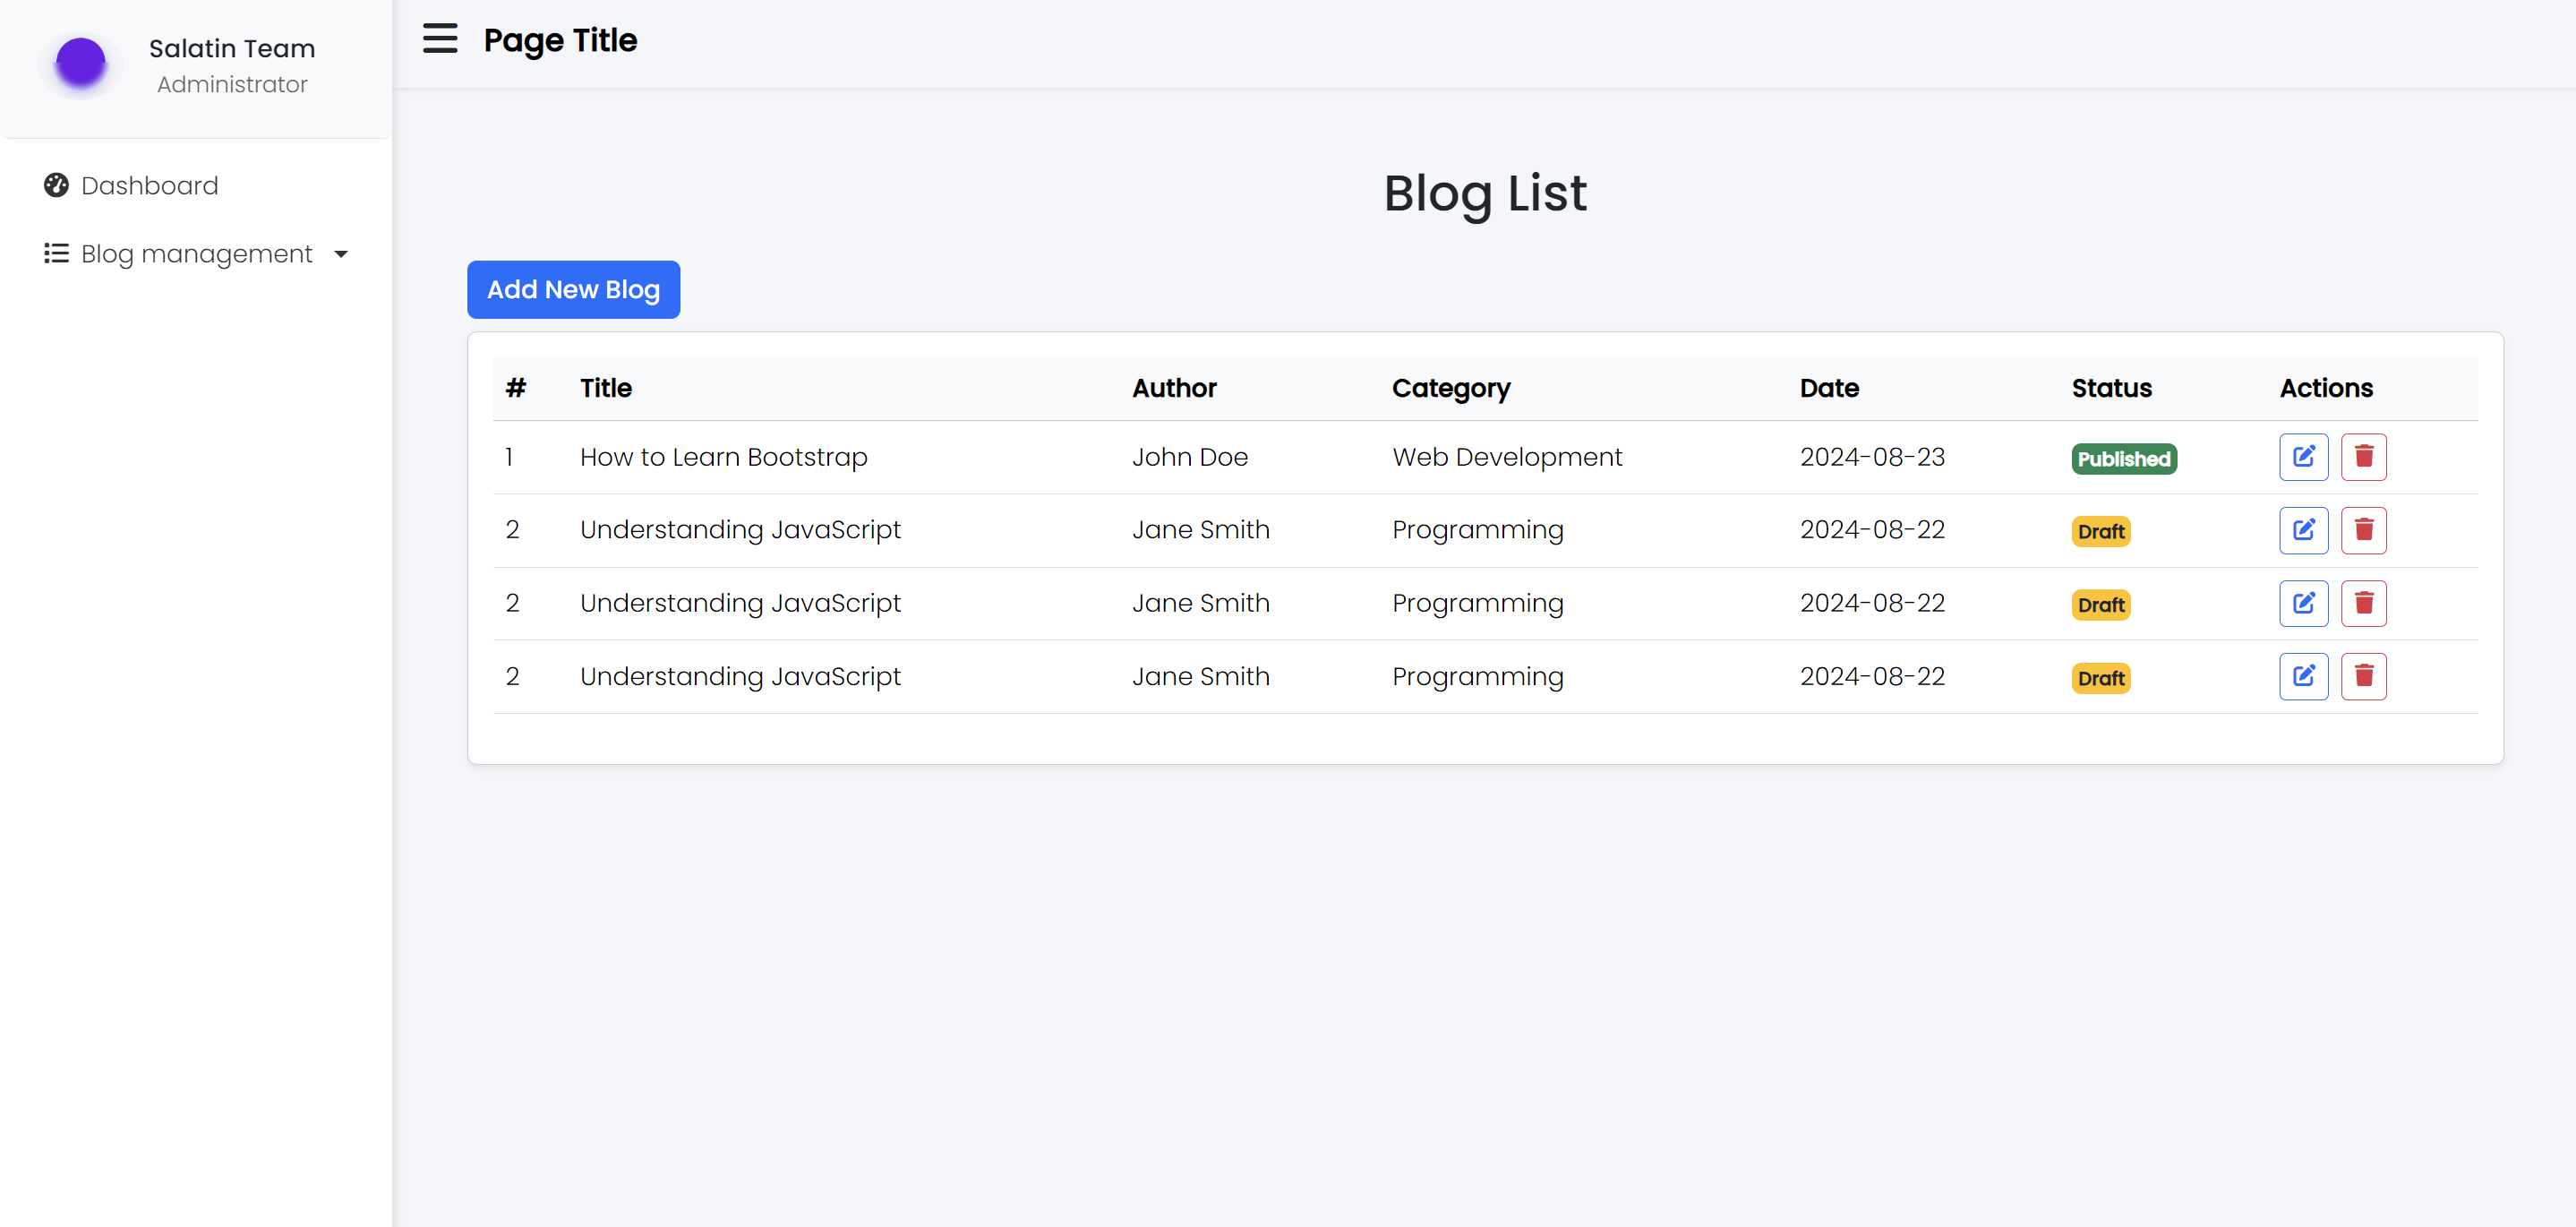 Salatin Team
Administrator
Dashboard
Blog management
Page Title
Blog List
Add New Blog
# Title Author Category Date Status Actions
1 How to Learn Bootstrap John Doe Web Development 2024-08-23 Published
2 Understanding JavaScript Jane Smith Programming 2024-08-22 Draft
2 Understanding JavaScript Jane Smith Programming 2024-08-22 Draft
2 Understanding JavaScript Jane Smith Programming 2024-08-22 Draft